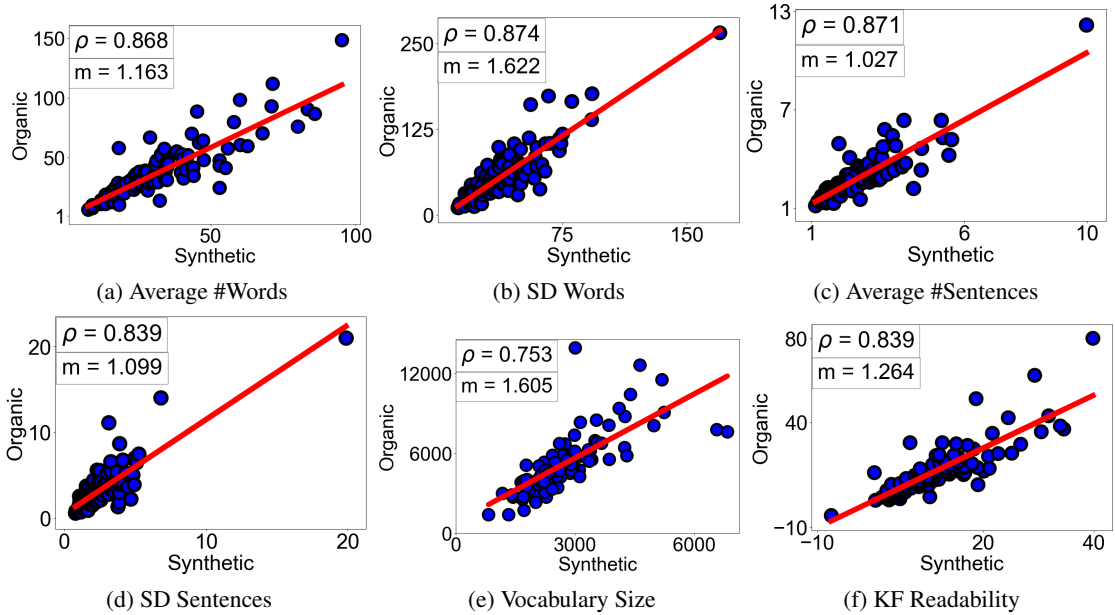 ρ = 0.868
m = 1.163
150
100
50
1
Organic
50
100
Synthetic
(a) Average #Words
ρ = 0.874
m = 1.622
250
125
0
Organic
75
150
Synthetic
(b) SD Words
ρ = 0.871
m = 1.027
13
7
1
Organic
1
6
10
Synthetic
(c) Average #Sentences
ρ = 0.839
m = 1.099
20
10
0
Organic
0
10
20
Synthetic
(d) SD Sentences
ρ = 0.753
m = 1.605
12000
6000
0
Organic
0
3000
6000
Synthetic
(e) Vocabulary Size
ρ = 0.839
m = 1.264
80
40
−10
Organic
−10
20
40
Synthetic
(f) KF Readability